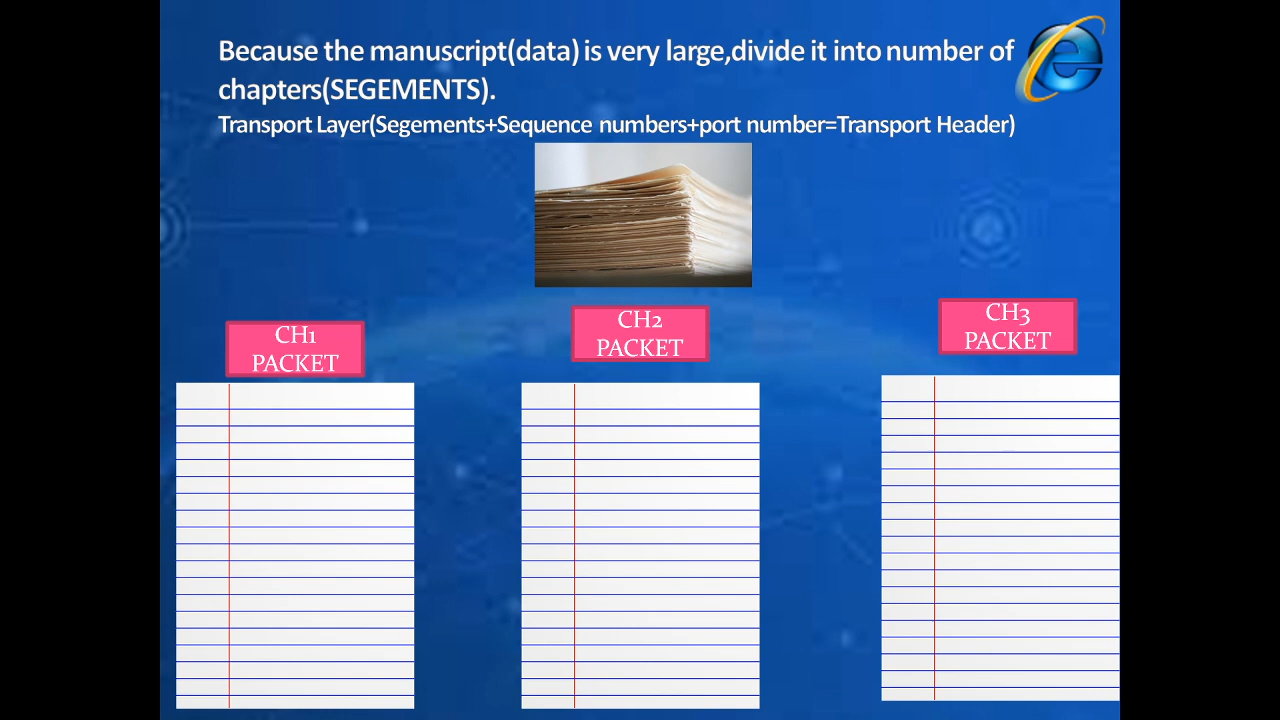 Because the manuscript(data) is very large,divide it into number of
chapters(SEGEMENTS).
Transport Layer(Segements+Sequence numbers+port number=Transport Header)
CH1
PACKET
CH2
PACKET
CH3
PACKET